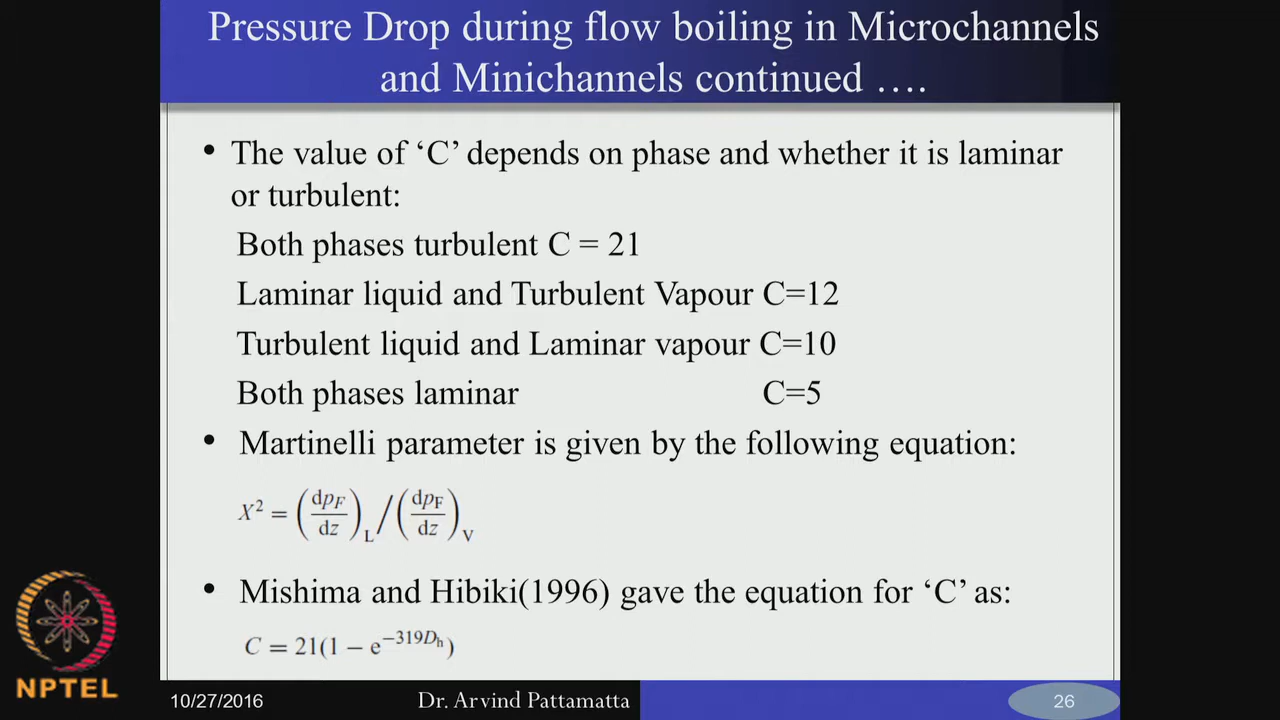 Pressure Drop during flow boiling in Microchannels
and Minichannels continued ….
• The value of ‘C’ depends on phase and whether it is laminar
or turbulent:
Both phases turbulent C = 21
Laminar liquid and Turbulent Vapour C=12
Turbulent liquid and Laminar vapour C=10
Both phases laminar C=5
• Martinelli parameter is given by the following equation:
X² = (dp_F/dz)_L / (dp_F/dz)_V
• Mishima and Hibiki(1996) gave the equation for ‘C’ as:
C = 21(1 − e^{−319D_h})
NPTEL
10/27/2016
Dr. Arvind Pattamatta
26